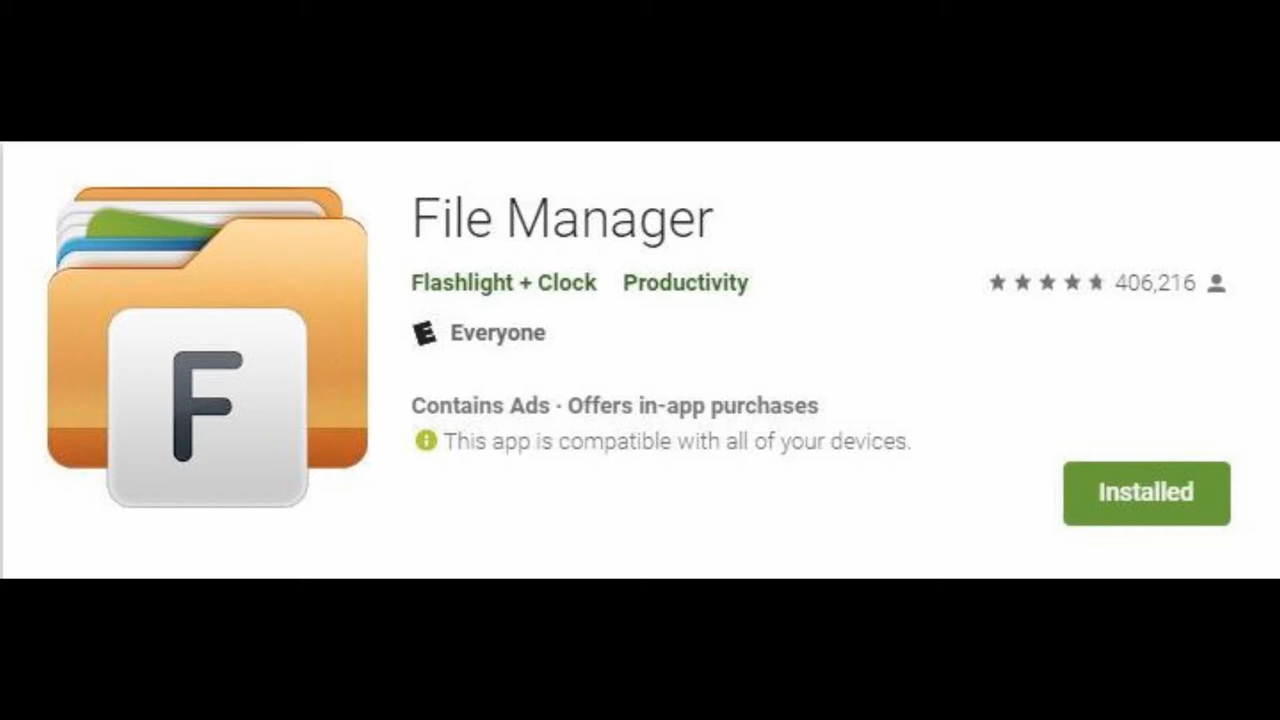 File Manager
Flashlight + Clock Productivity 406,216
E Everyone
Contains Ads · Offers in-app purchases
This app is compatible with all of your devices.
Installed
F